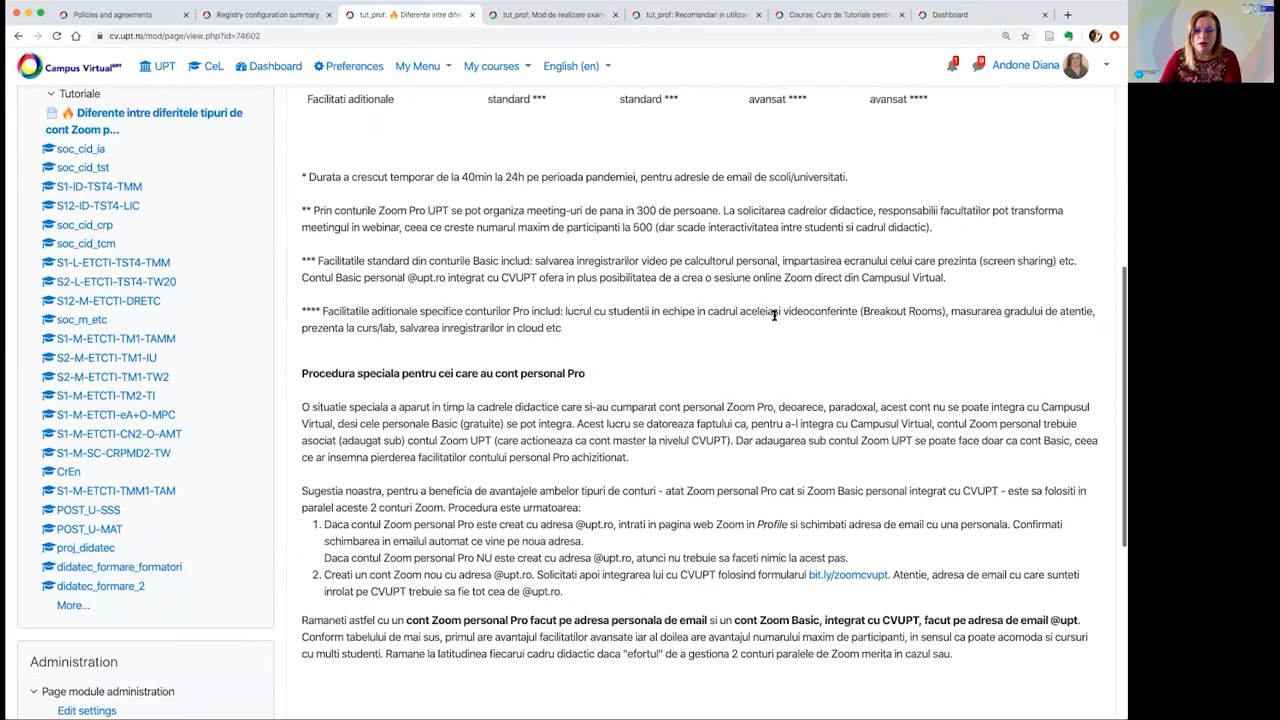 Policies and agreements
Registry configuration summary
tut_prof: 🔥 Diferente intre difer
tut_prof: Mod de realizare exame
tut_prof: Recomandari in utilizare
Course: Curs de Tutoriale pentru
Dashboard
cv.upt.ro/mod/page/view.php?id=74602
Campus Virtual UPT
UPT
CeL
Dashboard
Preferences
My Menu
My courses
English (en)
1
9
Andone Diana
Tutoriale
🔥 Diferente intre diferitele tipuri de
cont Zoom p...
soc_cid_ia
soc_cid_tst
S1-ID-TST4-TMM
S12-ID-TST4-LIC
soc_cid_crp
soc_cid_tcm
S1-L-ETCTI-TST4-TMM
S2-L-ETCTI-TST4-TW20
S12-M-ETCTI-DRETC
soc_m_etc
S1-M-ETCTI-TM1-TAMM
S2-M-ETCTI-TM1-IU
S2-M-ETCTI-TM1-TW2
S1-M-ETCTI-TM2-TI
S1-M-ETCTI-eA+O-MPC
S1-M-ETCTI-CN2-O-AMT
S1-M-SC-CRPMD2-TW
CrEn
S1-M-ETCTI-TMM1-TAM
POST_U-SSS
POST_U-MAT
proj_didatec
didatec_formare_formatori
didatec_formare_2
More...
Administration
Page module administration
Edit settings
Facilitati aditionale standard *** standard *** avansat **** avansat ****
* Durata a crescut temporar de la 40min la 24h pe perioada pandemiei, pentru adresle de email de scoli/universitati.
** Prin conturile Zoom Pro UPT se pot organiza meeting-uri de pana in 300 de persoane. La solicitarea cadrelor didactice, responsabilii facultatilor pot transforma
meetingul in webinar, ceea ce creste numarul maxim de participanti la 500 (dar scade interactivitatea intre studenti si cadrul didactic).
*** Facilitatile standard din conturile Basic includ: salvarea inregistrarilor video pe calcultorul personal, impartasirea ecranului celui care prezinta (screen sharing) etc.
Contul Basic personal @upt.ro integrat cu CVUPT ofera in plus posibilitatea de a crea o sesiune online Zoom direct din Campusul Virtual.
**** Facilitatile aditionale specifice conturilor Pro includ: lucrul cu studentii in echipe in cadrul aceleiasi videoconferinte (Breakout Rooms), masurarea gradului de atentie,
prezenta la curs/lab, salvarea inregistrarilor in cloud etc
Procedura speciala pentru cei care au cont personal Pro
O situatie speciala a aparut in timp la cadrele didactice care si-au cumparat cont personal Zoom Pro, deoarece, paradoxal, acest cont nu se poate integra cu Campusul
Virtual, desi cele personale Basic (gratuite) se pot integra. Acest lucru se datoreaza faptului ca, pentru a-l integra cu Campusul Virtual, contul Zoom personal trebuie
asociat (adaugat sub) contul Zoom UPT (care actioneaza ca cont master la nivelul CVUPT). Dar adaugarea sub contul Zoom UPT se poate face doar ca cont Basic, ceea
ce ar insemna pierderea facilitatilor contului personal Pro achizitionat.
Sugestia noastra, pentru a beneficia de avantajele ambelor tipuri de conturi - atat Zoom personal Pro cat si Zoom Basic personal integrat cu CVUPT - este sa folositi in
paralel aceste 2 conturi Zoom. Procedura este urmatoarea:
1. Daca contul Zoom personal Pro este creat cu adresa @upt.ro, intrati in pagina web Zoom in Profile si schimbati adresa de email cu una personala. Confirmati
schimbarea in emailul automat ce vine pe noua adresa.
Daca contul Zoom personal Pro NU este creat cu adresa @upt.ro, atunci nu trebuie sa faceti nimic la acest pas.
2. Creati un cont Zoom nou cu adresa @upt.ro. Solicitati apoi integrarea lui cu CVUPT folosind formularul bit.ly/zoomcvupt. Atentie, adresa de email cu care sunteti
inrolat pe CVUPT trebuie sa fie tot cea de @upt.ro.
Ramaneti astfel cu un cont Zoom personal Pro facut pe adresa personala de email si un cont Zoom Basic, integrat cu CVUPT, facut pe adresa de email @upt.
Conform tabelului de mai sus, primul are avantajul facilitatilor avansate iar al doilea are avantajul numarului maxim de participanti, in sensul ca poate acomoda si cursuri
cu multi studenti. Ramane la latitudinea fiecarui cadru didactic daca "efortul" de a gestiona 2 conturi paralele de Zoom merita in cazul sau.